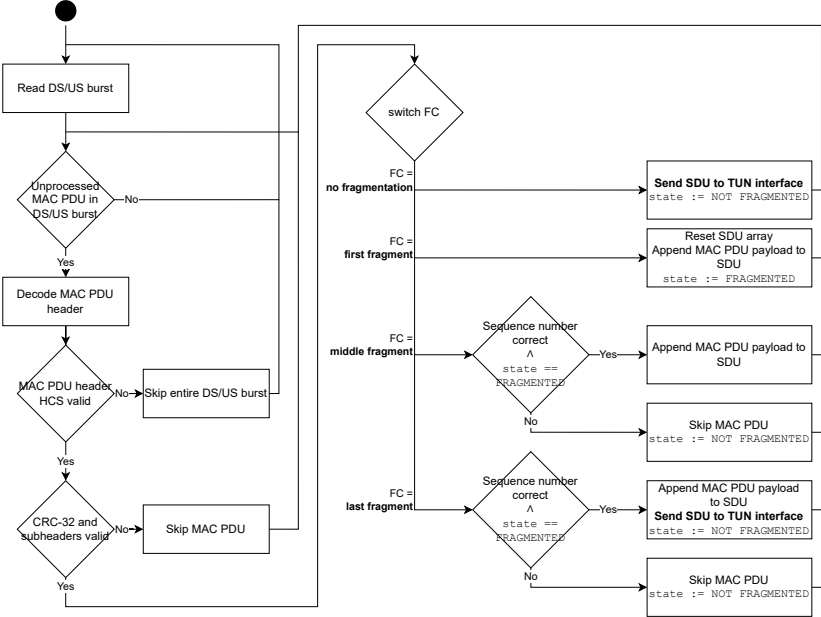 Read DS/US burst
Unprocessed
MAC PDU in
DS/US burst
No
Yes
Decode MAC PDU
header
MAC PDU header
HCS valid
No
Skip entire DS/US burst
Yes
CRC-32 and
subheaders valid
No
Skip MAC PDU
Yes
switch FC
FC =
no fragmentation
Send SDU to TUN interface
state := NOT FRAGMENTED
FC =
first fragment
Reset SDU array
Append MAC PDU payload to
SDU
state := FRAGMENTED
FC =
middle fragment
Sequence number
correct
∧
state ==
FRAGMENTED
Yes
Append MAC PDU payload to
SDU
No
Skip MAC PDU
state := NOT FRAGMENTED
FC =
last fragment
Sequence number
correct
∧
state ==
FRAGMENTED
Yes
Append MAC PDU payload
to SDU
Send SDU to TUN interface
state := NOT FRAGMENTED
No
Skip MAC PDU
state := NOT FRAGMENTED